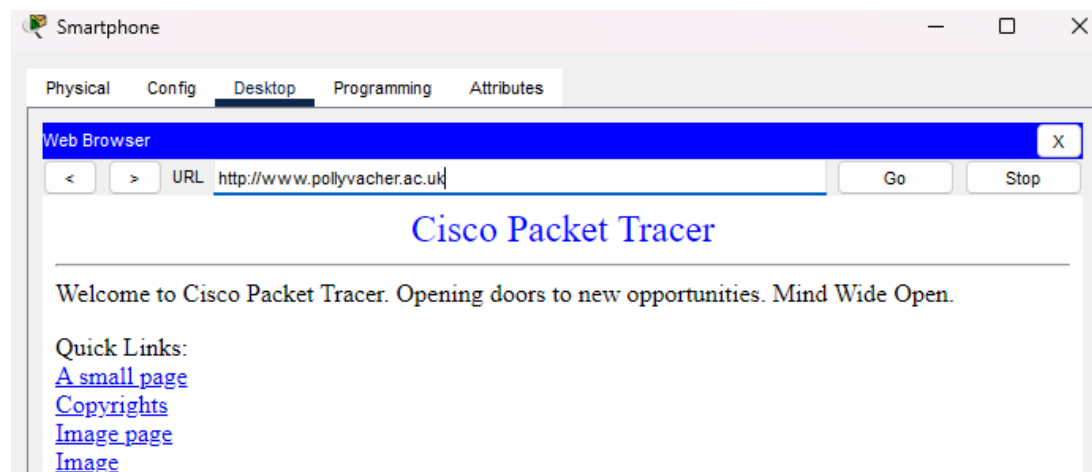 Smartphone
Physical Config Desktop Programming Attributes
Web Browser X
< > URL http://www.pollyvacher.ac.uk Go Stop
Cisco Packet Tracer
Welcome to Cisco Packet Tracer. Opening doors to new opportunities. Mind Wide Open.
Quick Links:
A small page
Copyrights
Image page
Image